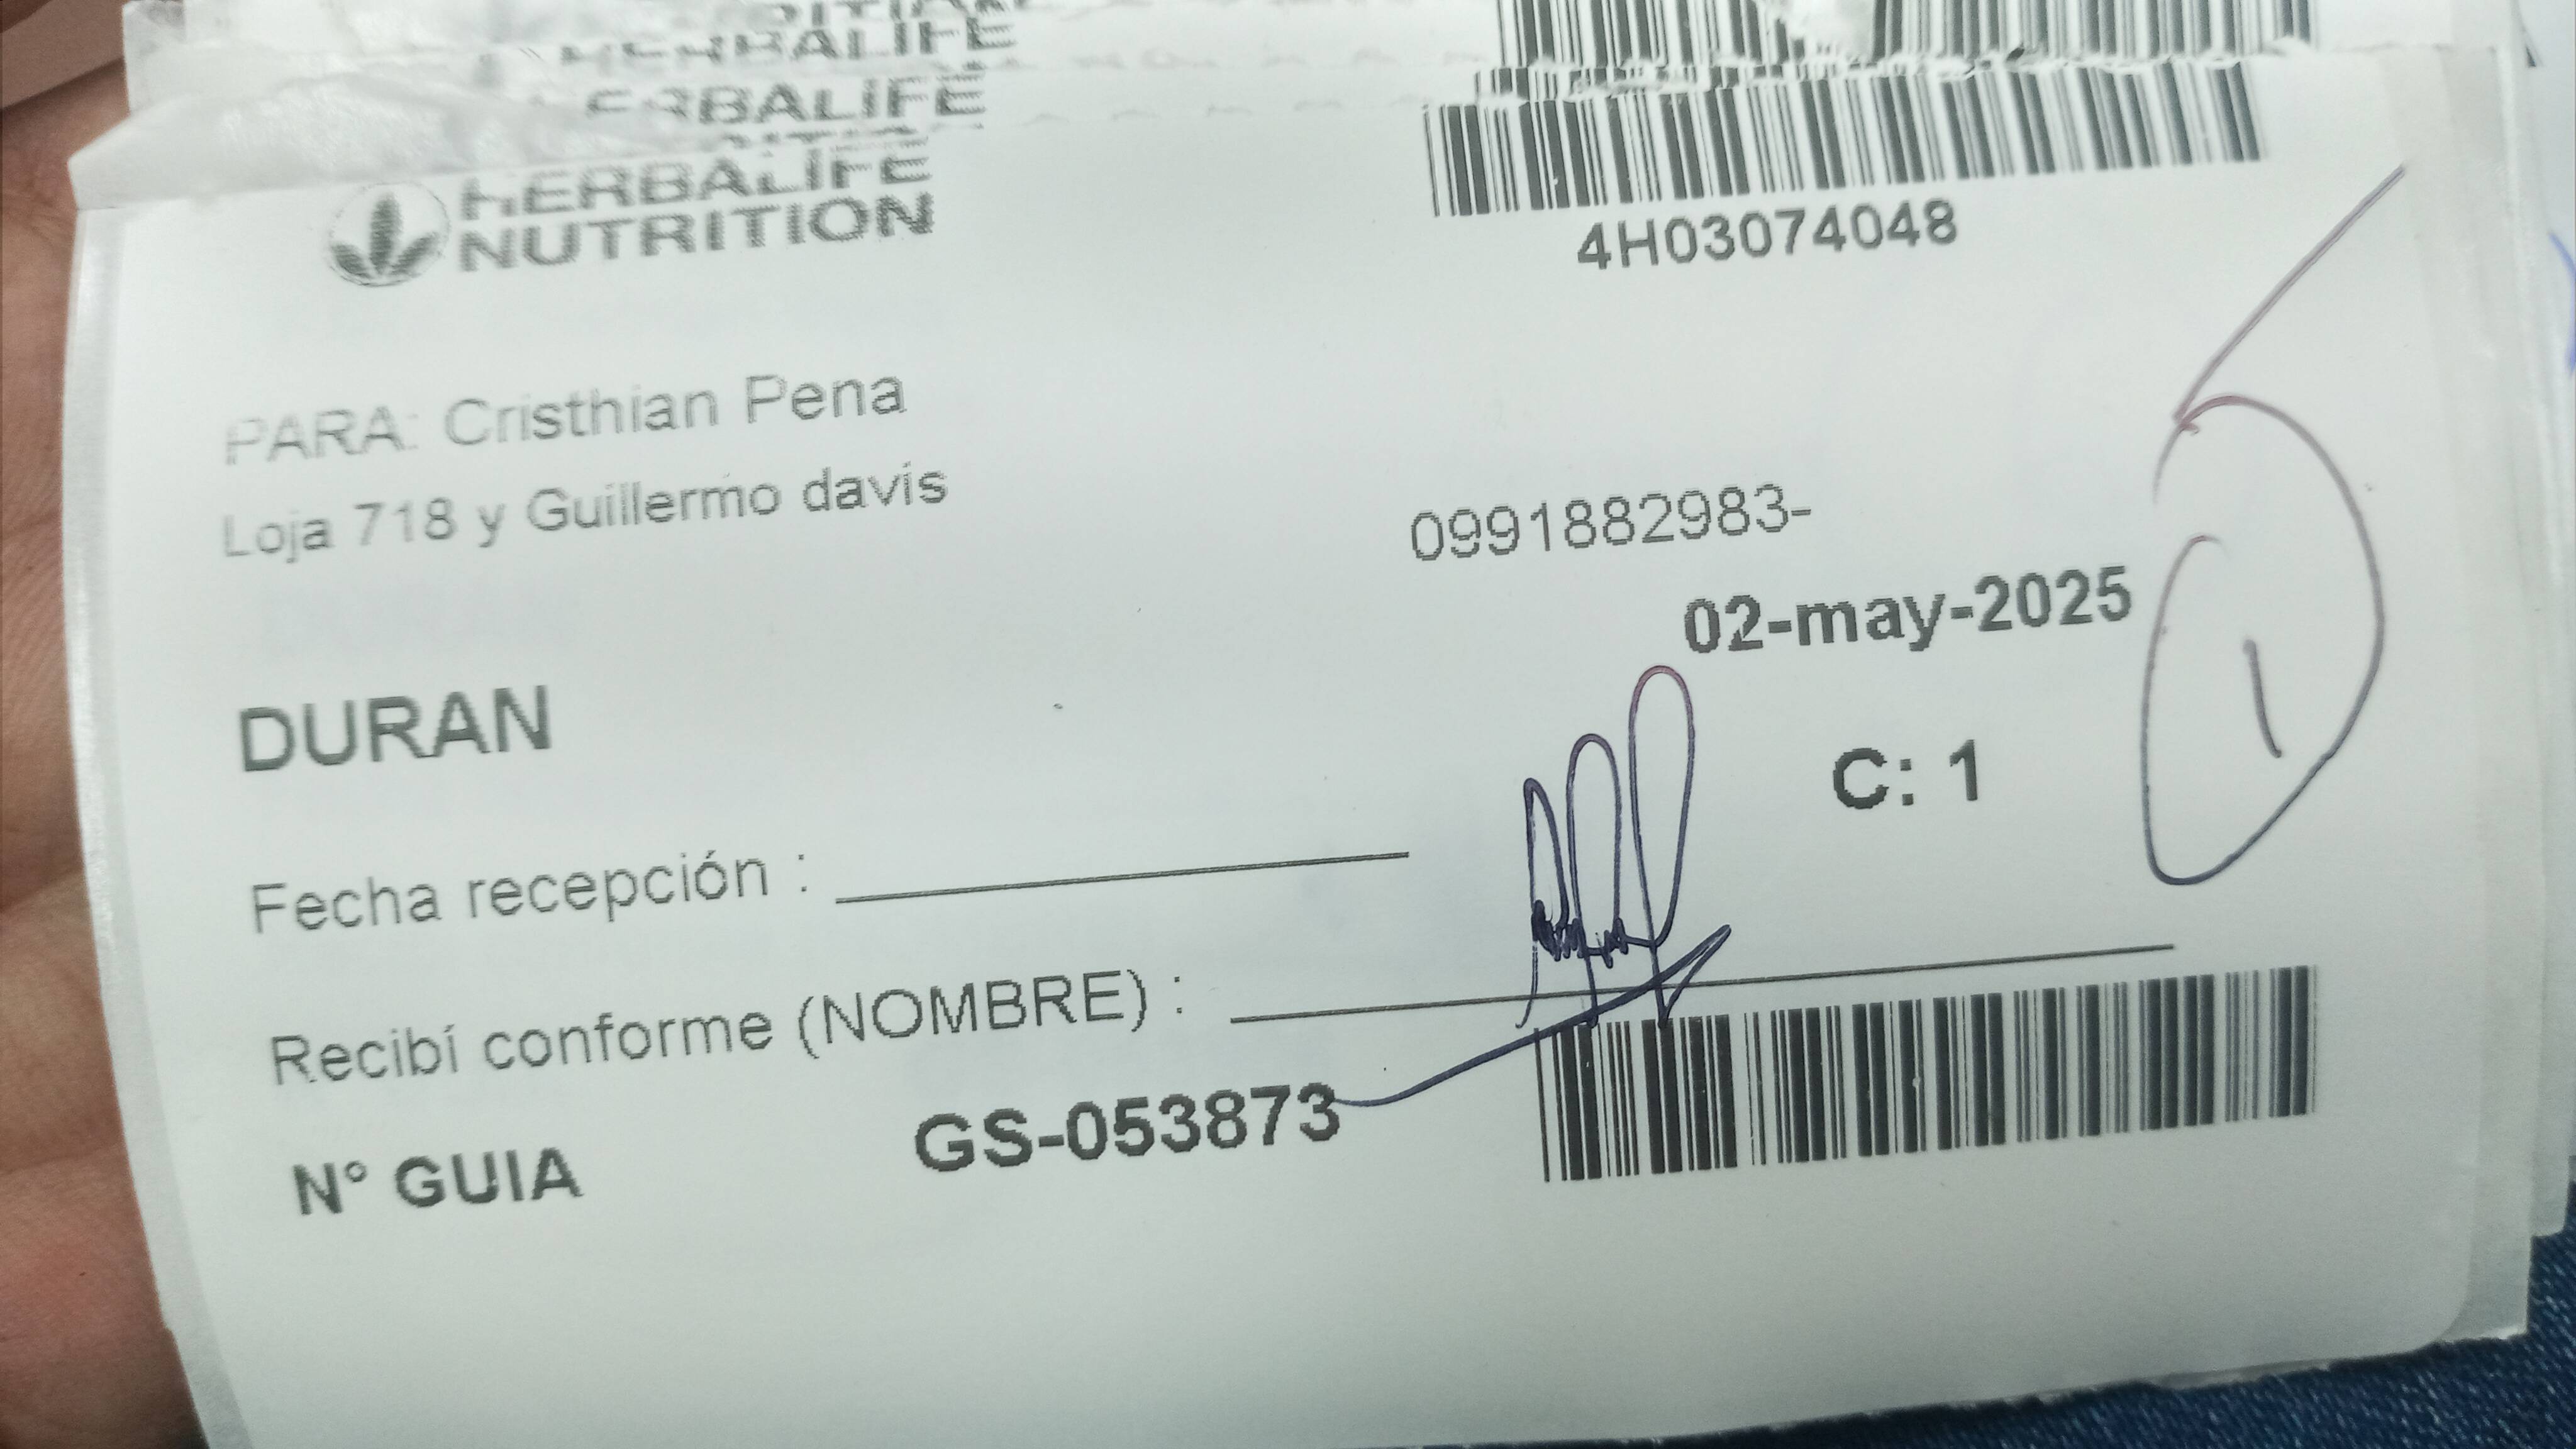 HERBALIFE
HERBALIFE
NUTRITION
4H03074048
PARA: Cristhian Pena
Loja 718 y Guillermo davis
0991882983-
02-may-2025
DURAN
C: 1
1
Fecha recepción :
Recibí conforme (NOMBRE) :
N° GUIA GS-053873